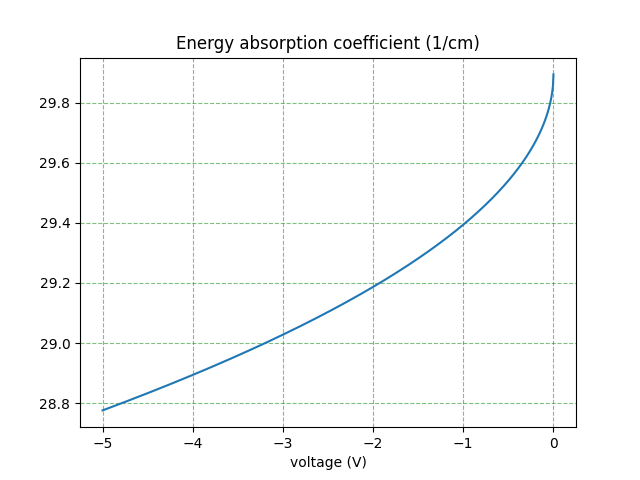 Energy absorption coefficient (1/cm)
29.8
29.6
29.4
29.2
29.0
28.8
−5 −4 −3 −2 −1 0
voltage (V)